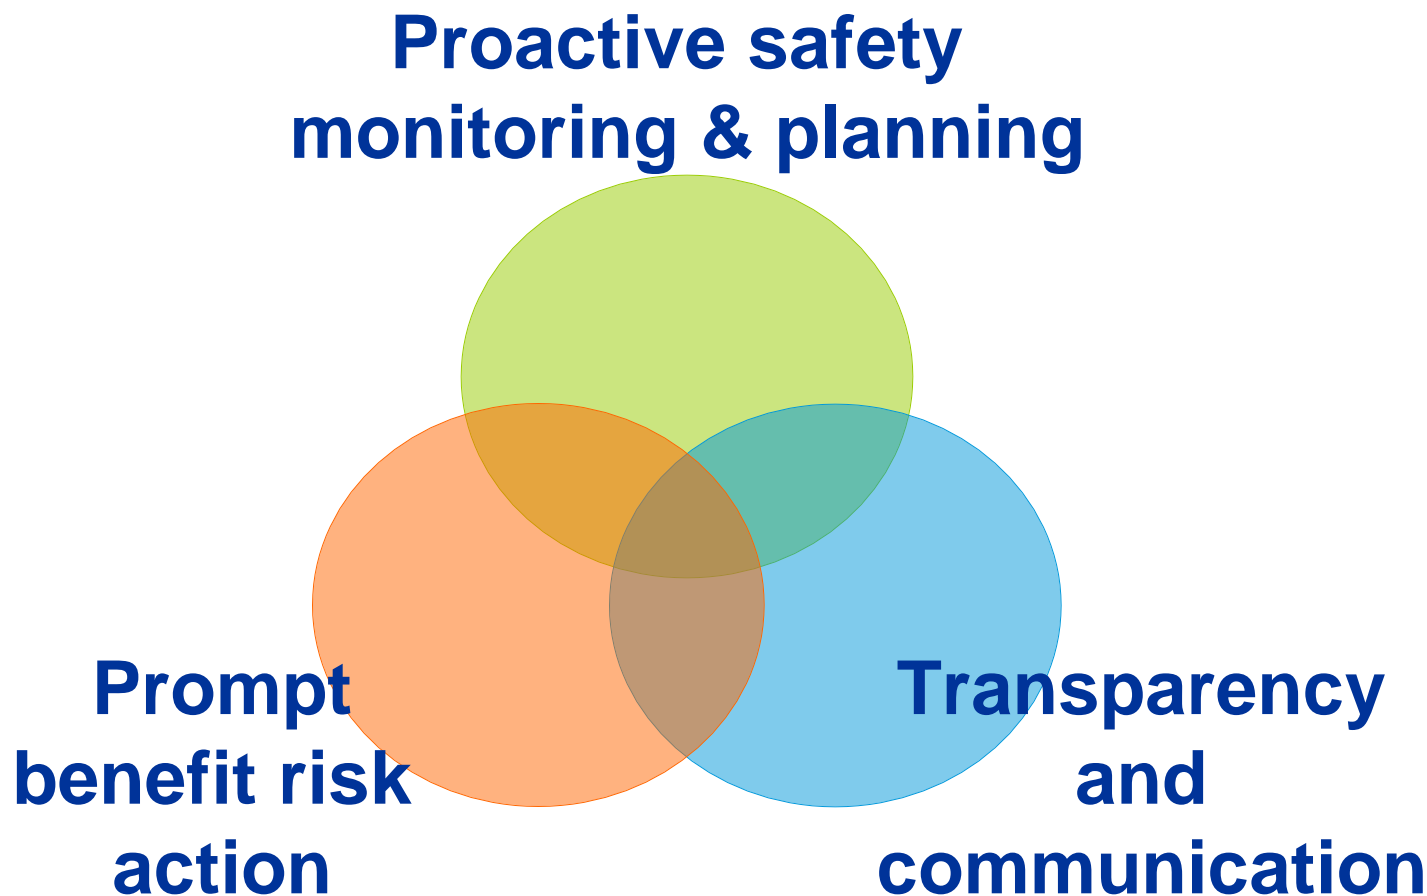 Proactive safety
monitoring & planning
Prompt
benefit risk
action
Transparency
and
communication